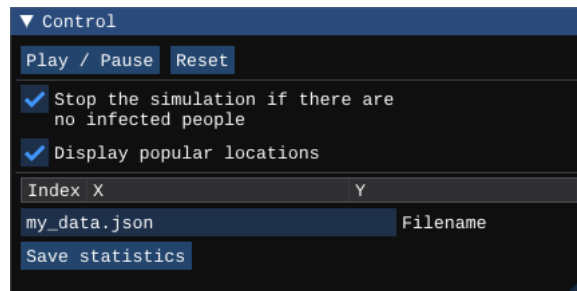 Control
Play / Pause Reset
Stop the simulation if there are
no infected people
Display popular locations
Index X Y
my_data.json Filename
Save statistics